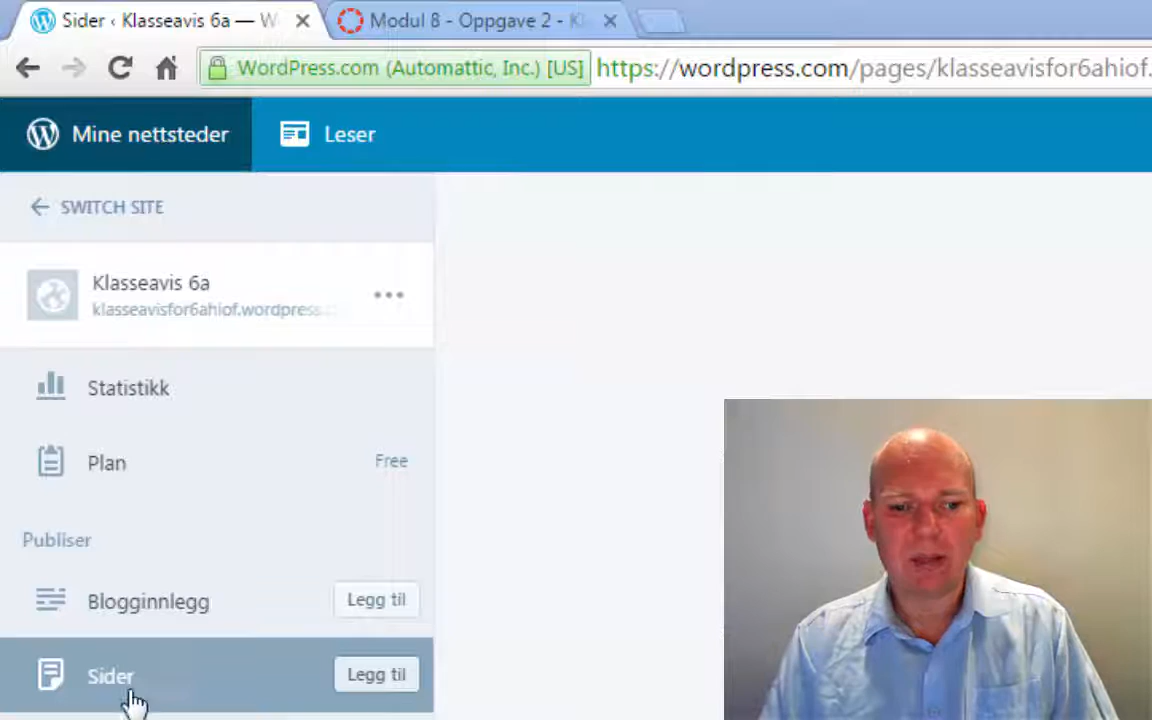 Sider ‹ Klasseavis 6a — W
Modul 8 - Oppgave 2 - Kl
WordPress.com (Automattic, Inc.) [US]
https://wordpress.com/pages/klasseavisfor6ahiof.
Mine nettsteder
Leser
SWITCH SITE
Klasseavis 6a
klasseavisfor6ahiof.wordpress.c
Statistikk
Plan
Free
Publiser
Blogginnlegg
Legg til
Sider
Legg til